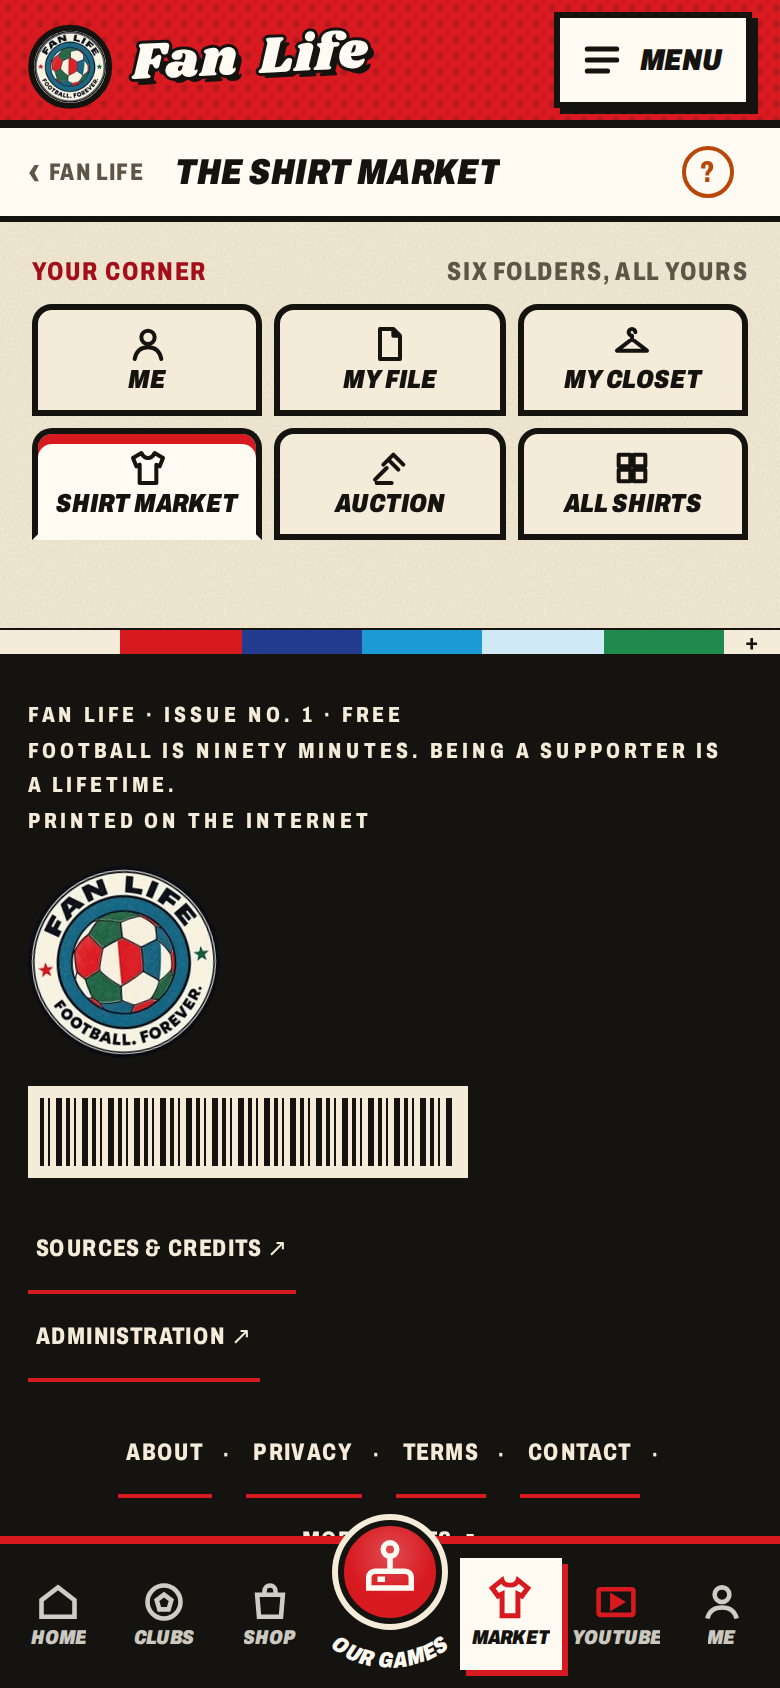 FAN LIFE
FOOTBALL. FOREVER.
Fan Life
MENU
‹ FAN LIFE
THE SHIRT MARKET
?
YOUR CORNER
SIX FOLDERS, ALL YOURS
ME
MY FILE
MY CLOSET
SHIRT MARKET
AUCTION
ALL SHIRTS
+
FAN LIFE · ISSUE NO. 1 · FREE
FOOTBALL IS NINETY MINUTES. BEING A SUPPORTER IS
A LIFETIME.
PRINTED ON THE INTERNET
FAN LIFE
FOOTBALL. FOREVER.
SOURCES & CREDITS ↗
ADMINISTRATION ↗
ABOUT · PRIVACY · TERMS · CONTACT ·
HOME
CLUBS
SHOP
OUR GAMES
MARKET
YOUTUBE
ME